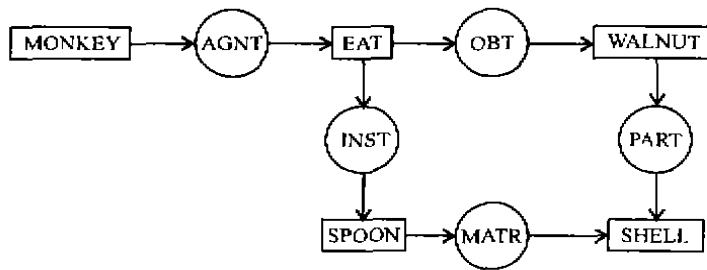 MONKEY AGNT EAT OBT WALNUT
INST PART
SPOON MATR SHELL